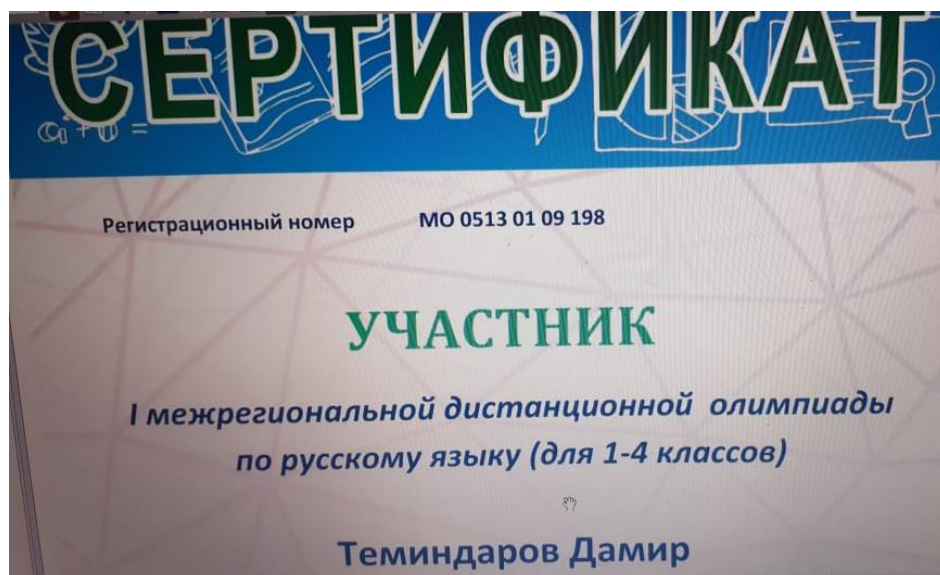 СЕРТИФИКАТ
Регистрационный номер МО 0513 01 09 198
УЧАСТНИК
I межрегиональной дистанционной олимпиады
по русскому языку (для 1-4 классов)
Теминдаров Дамир